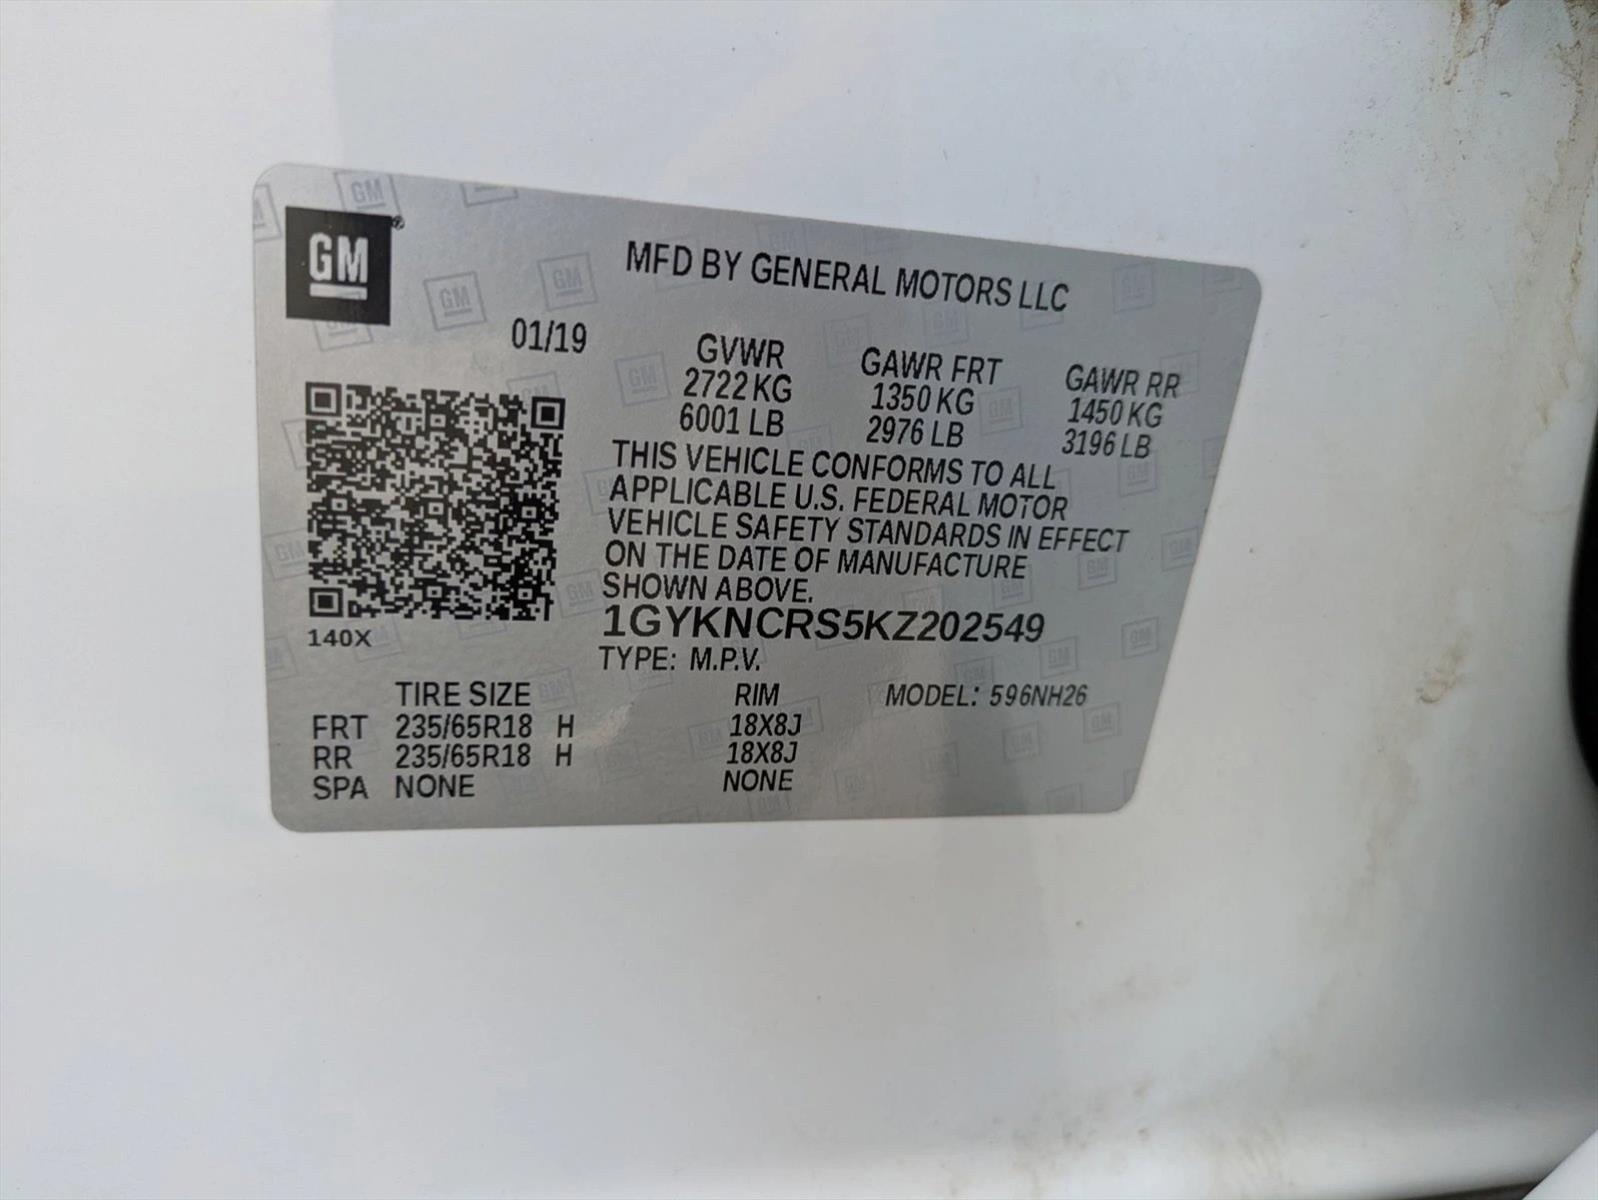 GM
MFD BY GENERAL MOTORS LLC
01/19
GVWR GAWR FRT GAWR RR
2722 KG 1350 KG 1450 KG
6001 LB 2976 LB 3196 LB
THIS VEHICLE CONFORMS TO ALL
APPLICABLE U.S. FEDERAL MOTOR
VEHICLE SAFETY STANDARDS IN EFFECT
ON THE DATE OF MANUFACTURE
SHOWN ABOVE.
1GYKNCRS5KZ202549
140X
TYPE: M.P.V.
TIRE SIZE RIM MODEL: 596NH26
FRT 235/65R18 H 18X8J
RR 235/65R18 H 18X8J
SPA NONE NONE